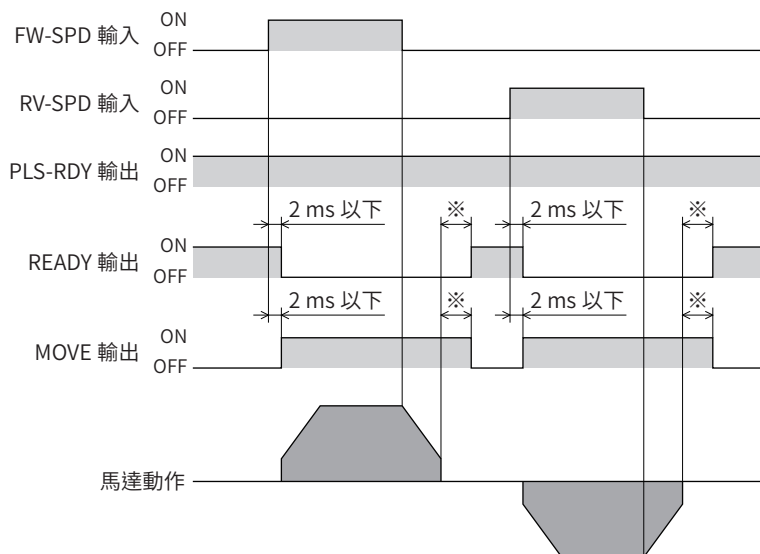 FW-SPD 輸入 ON
OFF
RV-SPD 輸入 ON
OFF
PLS-RDY 輸出 ON
OFF
2 ms 以下 ※ 2 ms 以下 ※
READY 輸出 ON
OFF
2 ms 以下 ※ 2 ms 以下 ※
MOVE 輸出 ON
OFF
馬達動作